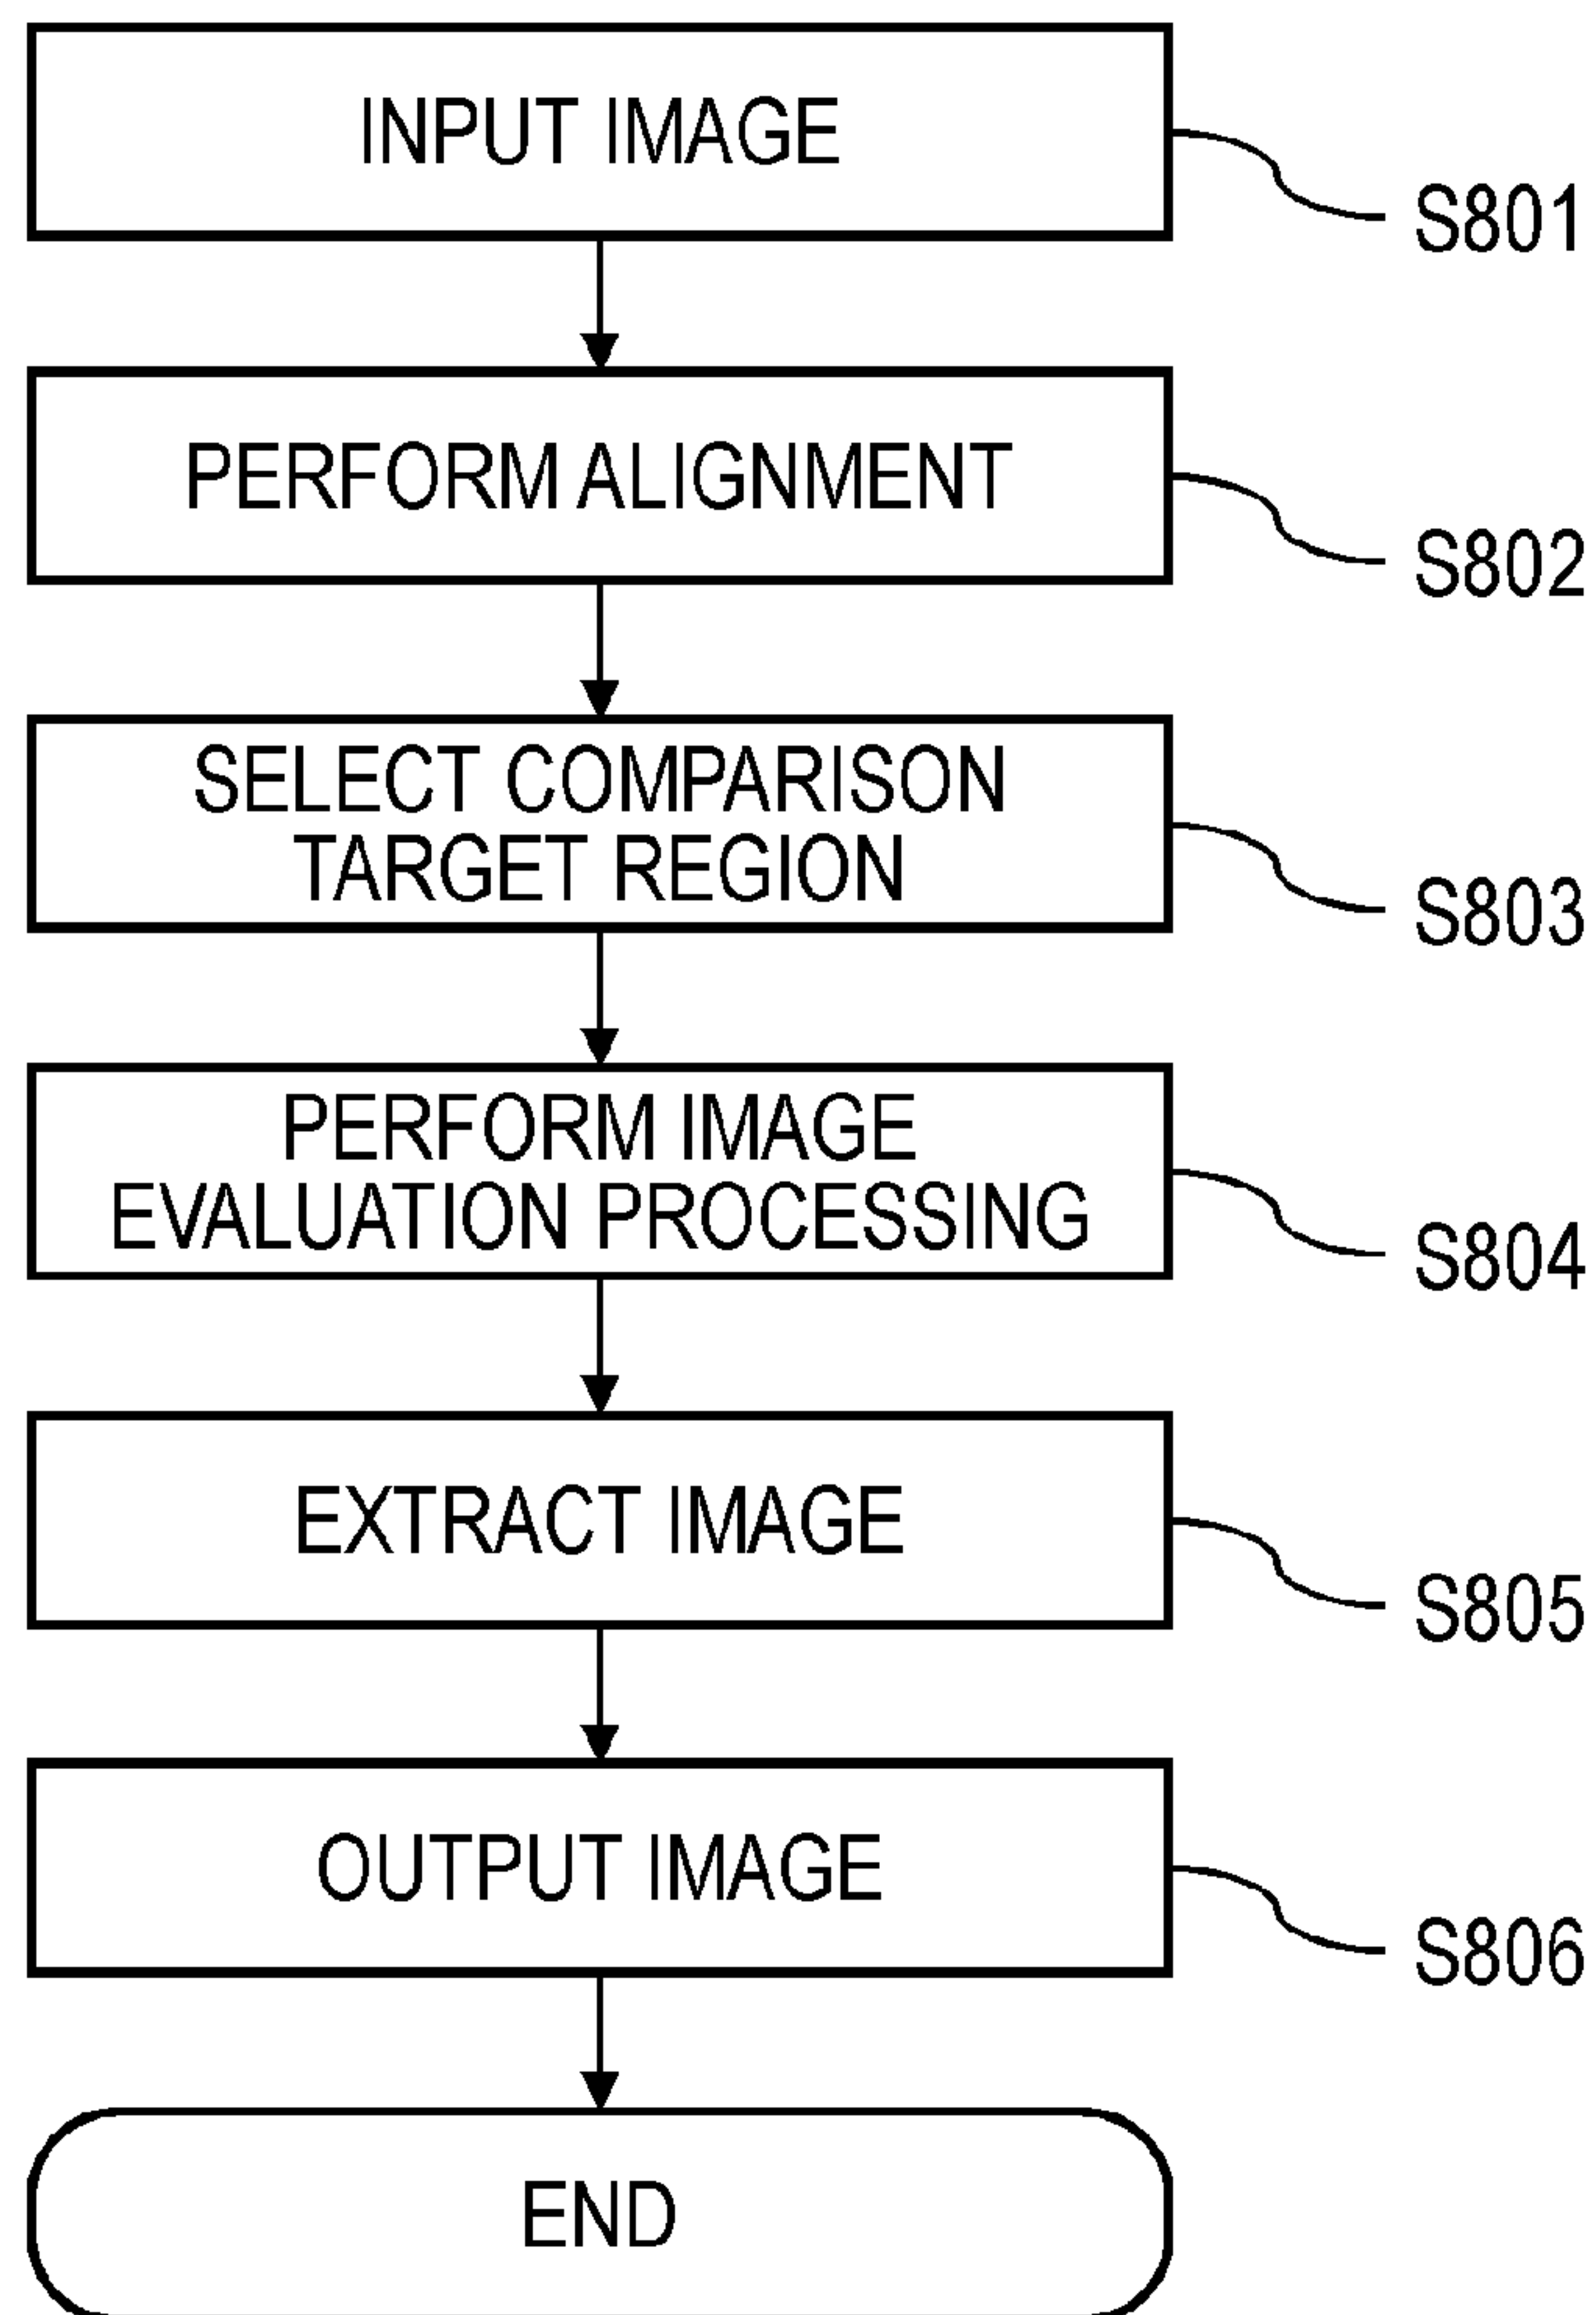 INPUT IMAGE
S801
PERFORM ALIGNMENT
S802
SELECT COMPARISON
TARGET REGION
S803
PERFORM IMAGE
EVALUATION PROCESSING
S804
EXTRACT IMAGE
S805
OUTPUT IMAGE
S806
END